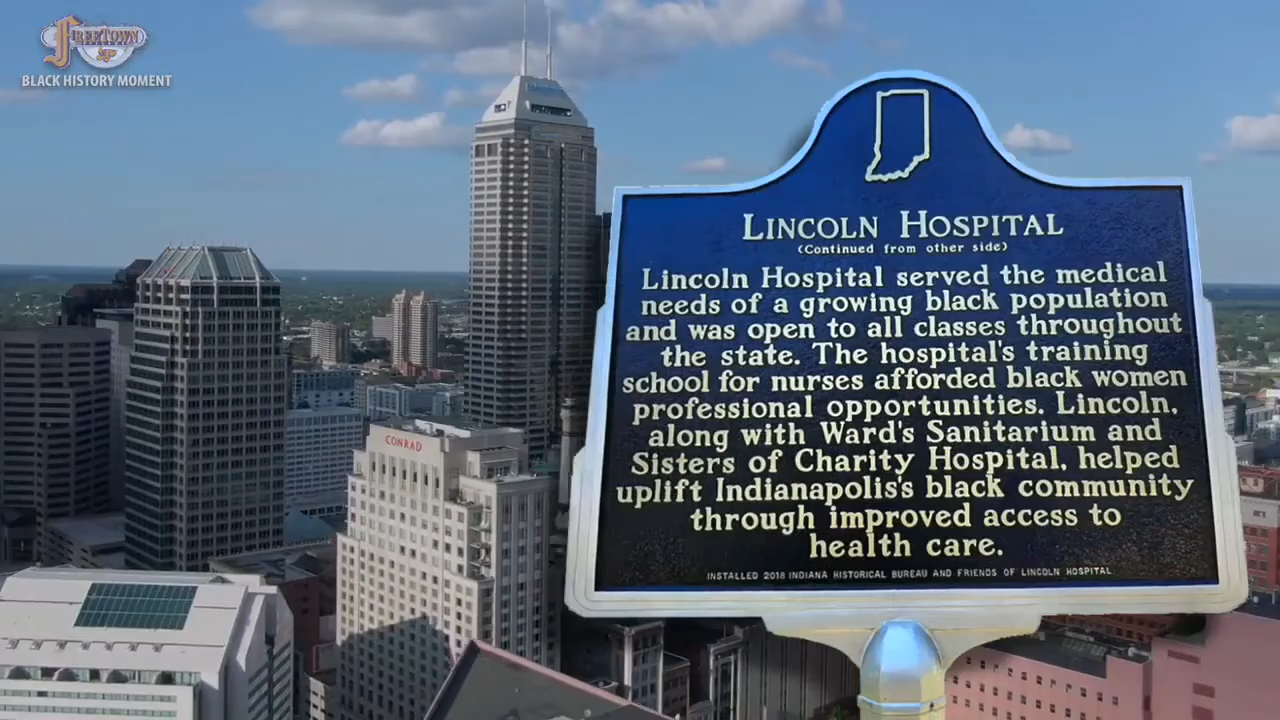 FREETOWN
BLACK HISTORY MOMENT
CONRAD
LINCOLN HOSPITAL
(Continued from other side)
Lincoln Hospital served the medical
needs of a growing black population
and was open to all classes throughout
the state. The hospital's training
school for nurses afforded black women
professional opportunities. Lincoln,
along with Ward's Sanitarium and
Sisters of Charity Hospital, helped
uplift Indianapolis's black community
through improved access to
health care.
INSTALLED 2018 INDIANA HISTORICAL BUREAU AND FRIENDS OF LINCOLN HOSPITAL